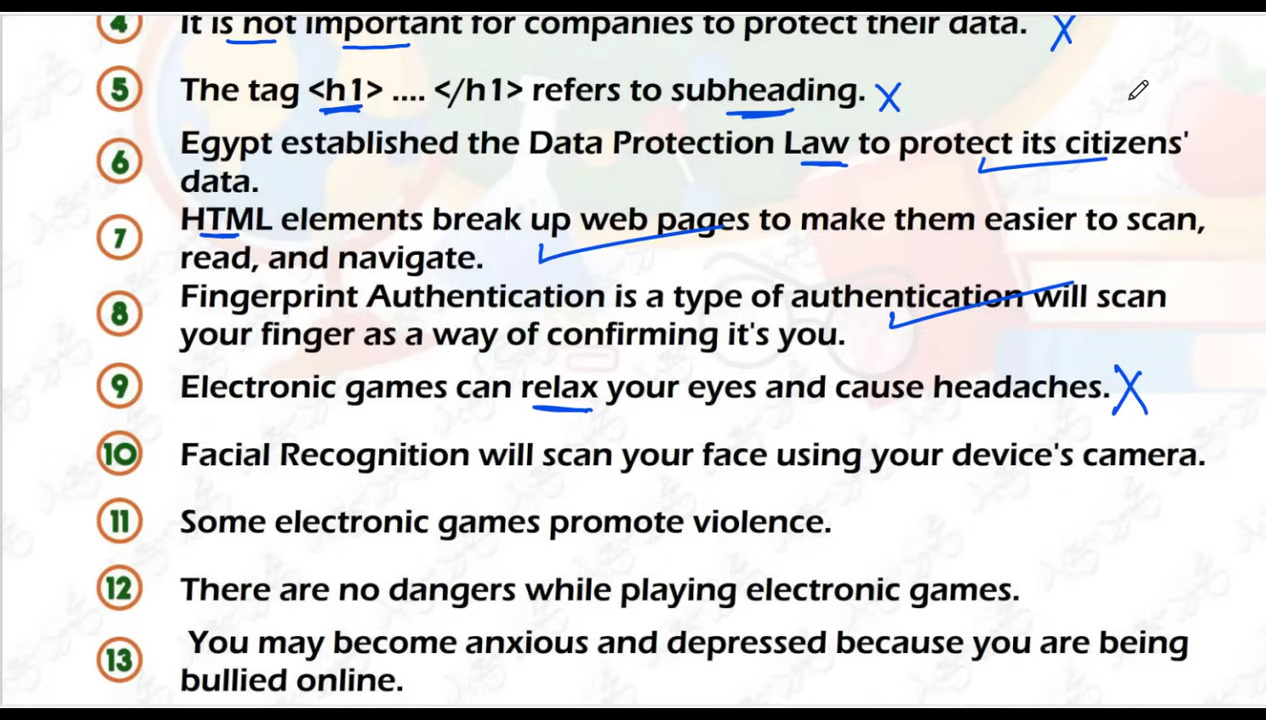 4 It is not important for companies to protect their data. X
5 The tag <h1> .... </h1> refers to subheading. X
6 Egypt established the Data Protection Law to protect its citizens'
data.
7 HTML elements break up web pages to make them easier to scan,
read, and navigate.
8 Fingerprint Authentication is a type of authentication will scan
your finger as a way of confirming it's you.
9 Electronic games can relax your eyes and cause headaches. X
10 Facial Recognition will scan your face using your device's camera.
11 Some electronic games promote violence.
12 There are no dangers while playing electronic games.
13 You may become anxious and depressed because you are being
bullied online.